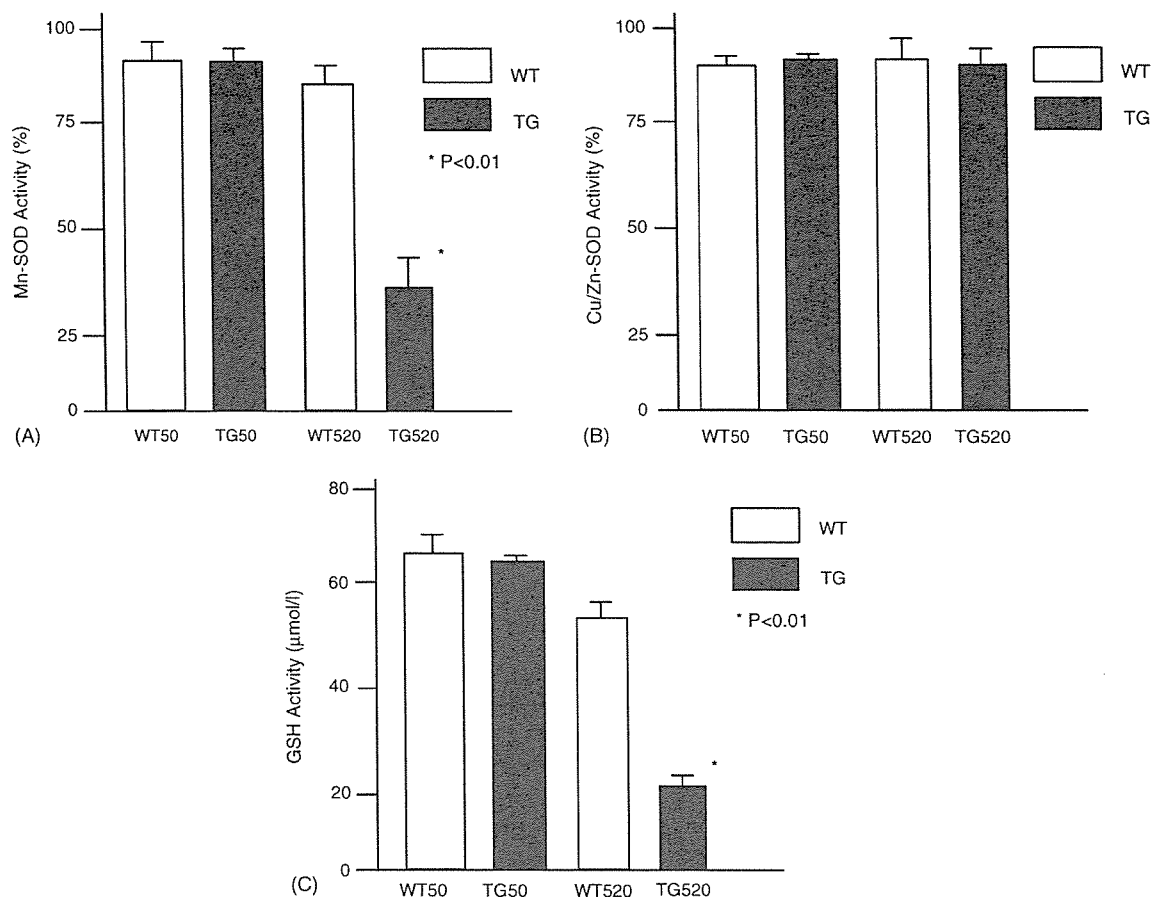 100
75
50
25
0
Mn-SOD Activity (%)
WT
TG
* P<0.01
*
WT50 TG50 WT520 TG520
(A)
100
75
50
25
0
Cu/Zn-SOD Activity (%)
WT
TG
WT50 TG50 WT520 TG520
(B)
80
60
40
20
0
GSH Activity (µmol/l)
WT
TG
* P<0.01
*
WT50 TG50 WT520 TG520
(C)